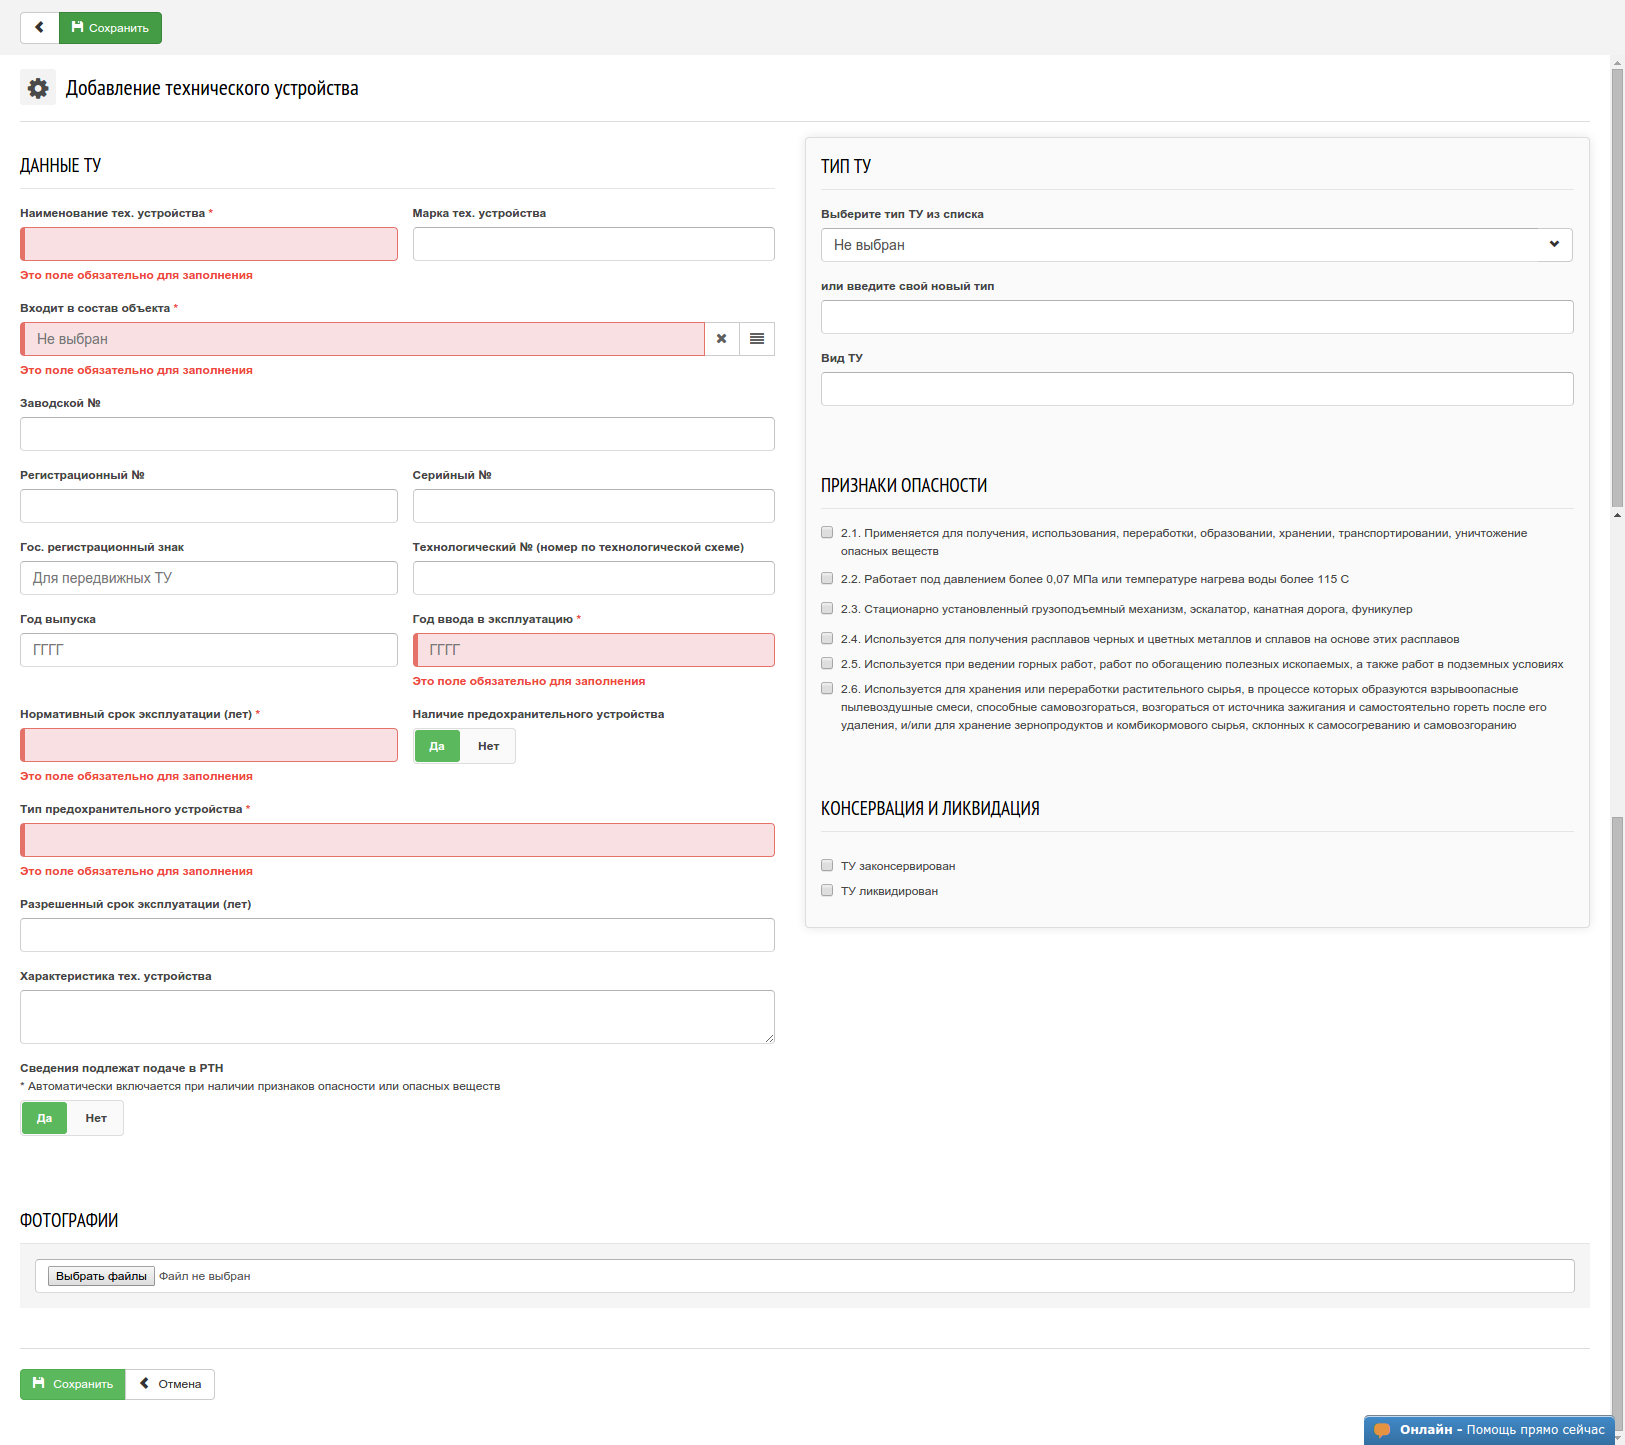 Сохранить
Добавление технического устройства
ДАННЫЕ ТУ
Наименование тех. устройства *
Марка тех. устройства
Это поле обязательно для заполнения
Входит в состав объекта *
Не выбран
Это поле обязательно для заполнения
Заводской №
Регистрационный №
Серийный №
Гос. регистрационный знак
Технологический № (номер по технологической схеме)
Для передвижных ТУ
Год выпуска
Год ввода в эксплуатацию *
ГГГГ
ГГГГ
Это поле обязательно для заполнения
Нормативный срок эксплуатации (лет) *
Наличие предохранительного устройства
Да Нет
Это поле обязательно для заполнения
Тип предохранительного устройства *
Это поле обязательно для заполнения
Разрешенный срок эксплуатации (лет)
Характеристика тех. устройства
Сведения подлежат подаче в РТН
* Автоматически включается при наличии признаков опасности или опасных веществ
Да Нет
ТИП ТУ
Выберите тип ТУ из списка
Не выбран
или введите свой новый тип
Вид ТУ
ПРИЗНАКИ ОПАСНОСТИ
2.1. Применяется для получения, использования, переработки, образовании, хранении, транспортировании, уничтожение
опасных веществ
2.2. Работает под давлением более 0,07 МПа или температуре нагрева воды более 115 С
2.3. Стационарно установленный грузоподъемный механизм, эскалатор, канатная дорога, фуникулер
2.4. Используется для получения расплавов черных и цветных металлов и сплавов на основе этих расплавов
2.5. Используется при ведении горных работ, работ по обогащению полезных ископаемых, а также работ в подземных условиях
2.6. Используется для хранения или переработки растительного сырья, в процессе которых образуются взрывоопасные
пылевоздушные смеси, способные самовозгораться, возгораться от источника зажигания и самостоятельно гореть после его
удаления, и/или для хранение зернопродуктов и комбикормового сырья, склонных к самосогреванию и самовозгоранию
КОНСЕРВАЦИЯ И ЛИКВИДАЦИЯ
ТУ законсервирован
ТУ ликвидирован
ФОТОГРАФИИ
Выбрать файлы Файл не выбран
Сохранить Отмена
Онлайн – Помощь прямо сейчас